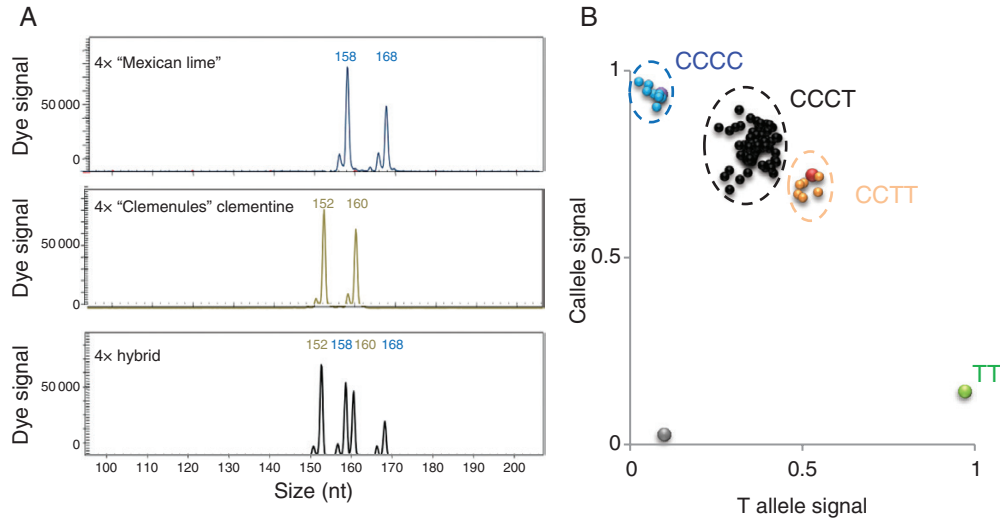 A
4× “Mexican lime”
158
168
Dye signal
50 000
0
4× “Clemenules” clementine
152
160
Dye signal
50 000
0
4× hybrid
152 158 160 168
Dye signal
50 000
0
100 110 120 130 140 150 160 170 180 190 200
Size (nt)
B
1
CCCC
CCCT
CCTT
0.5
Callele signal
TT
0
0 0.5 1
T allele signal